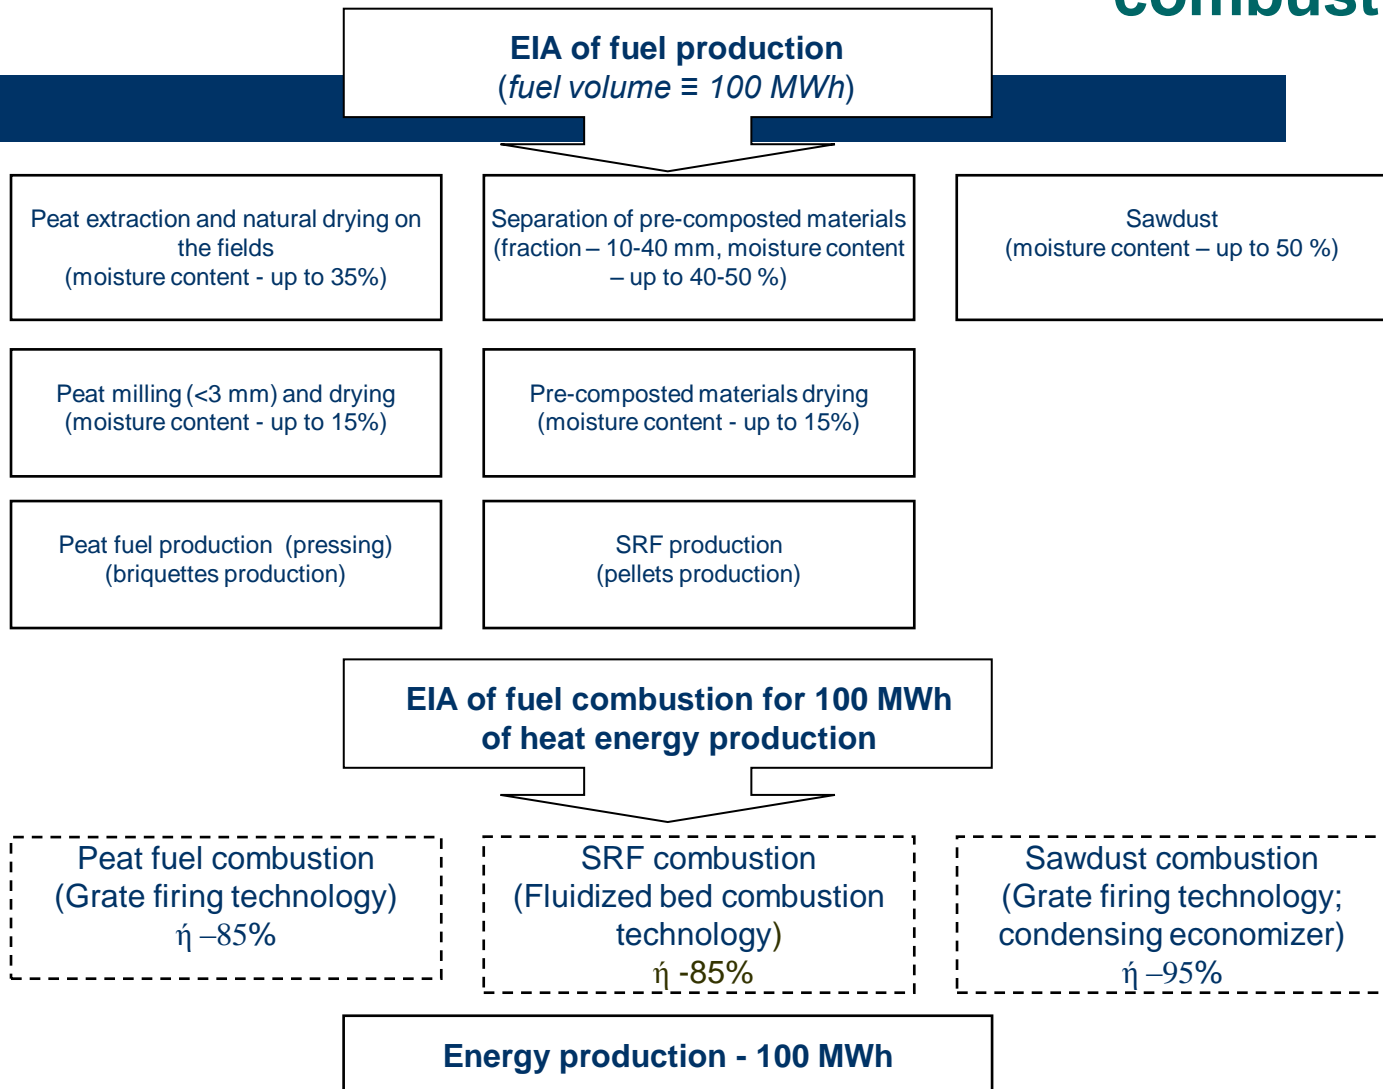 combust
EIA of fuel production
(fuel volume ≡ 100 MWh)
Peat extraction and natural drying on
the fields
(moisture content - up to 35%)
Separation of pre-composted materials
(fraction – 10-40 mm, moisture content
– up to 40-50 %)
Sawdust
(moisture content – up to 50 %)
Peat milling (<3 mm) and drying
(moisture content - up to 15%)
Pre-composted materials drying
(moisture content - up to 15%)
Peat fuel production (pressing)
(briquettes production)
SRF production
(pellets production)
EIA of fuel combustion for 100 MWh
of heat energy production
Peat fuel combustion
(Grate firing technology)
ή –85%
SRF combustion
(Fluidized bed combustion
technology)
ή -85%
Sawdust combustion
(Grate firing technology;
condensing economizer)
ή –95%
Energy production - 100 MWh